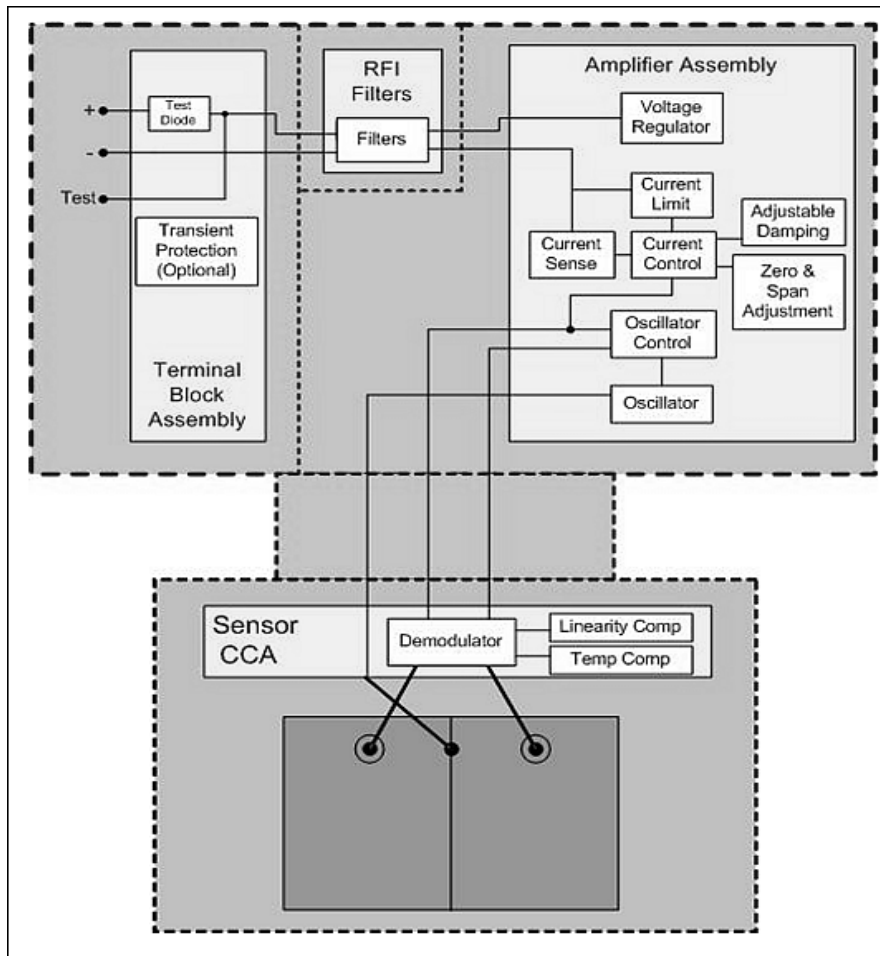 +
-
Test
Test
Diode
Transient
Protection
(Optional)
Terminal
Block
Assembly
RFI
Filters
Filters
Amplifier Assembly
Voltage
Regulator
Current
Limit
Current
Sense
Current
Control
Adjustable
Damping
Zero &
Span
Adjustment
Oscillator
Control
Oscillator
Sensor
CCA
Demodulator
Linearity Comp
Temp Comp